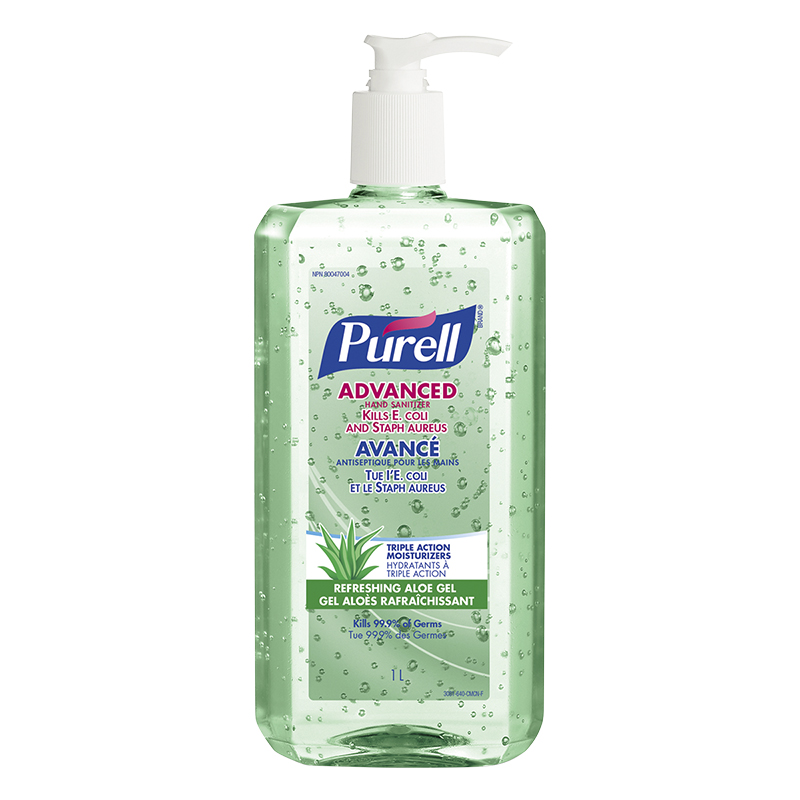 NPN 80047004
Purell
BRAND®
ADVANCED
HAND SANITIZER
KILLS E. COLI
AND STAPH AUREUS
AVANCÉ
ANTISEPTIQUE POUR LES MAINS
TUE l'E. COLI
ET LE STAPH AUREUS
TRIPLE ACTION
MOISTURIZERS
HYDRATANTS À
TRIPLE ACTION
REFRESHING ALOE GEL
GEL ALOÈS RAFRAÎCHISSANT
Kills 99.9% of Germs
Tue 99.9% des Germes
1 L